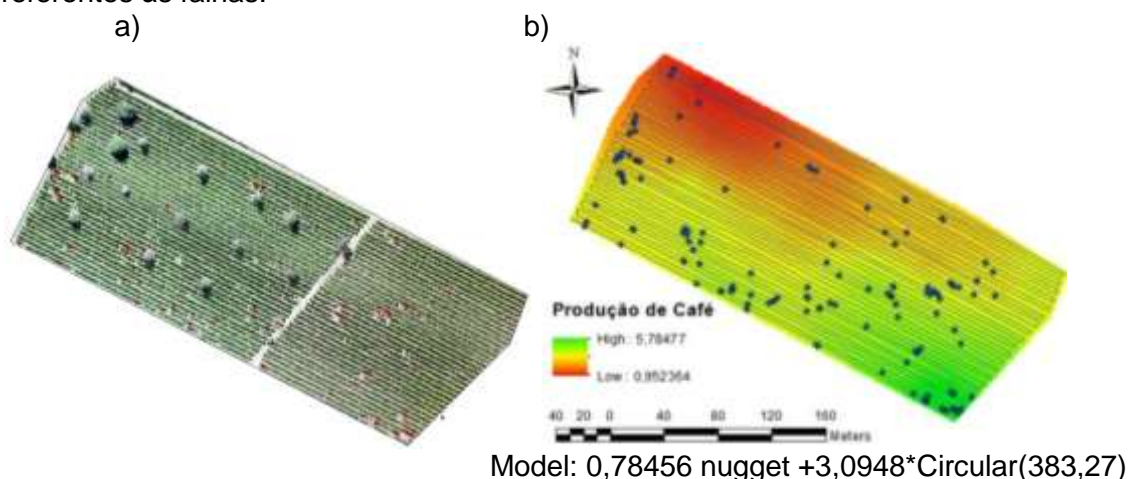 referentes às falhas.
a) b)
N
Produção de Café
High : 5,78477
Low : 0,952364
40 20 0 40 80 120 160
Meters
Model: 0,78456 nugget +3,0948*Circular(383,27)